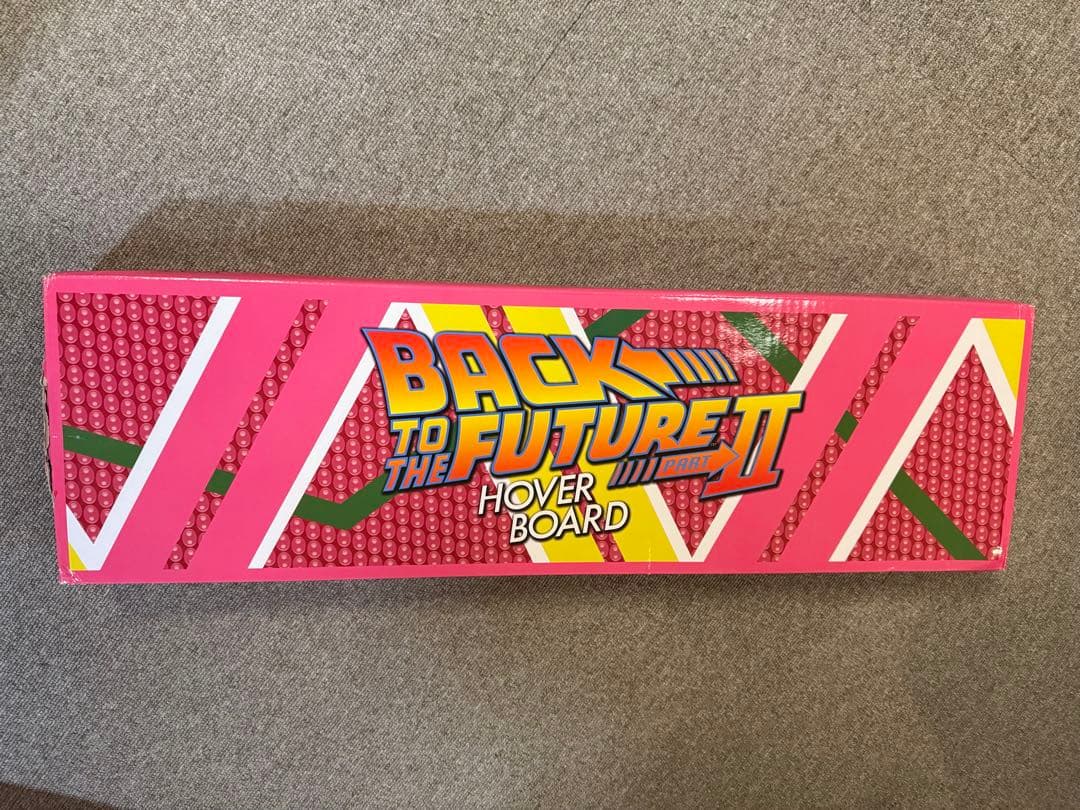 BACK
TO
THE FUTURE
PART II
HOVER
BOARD